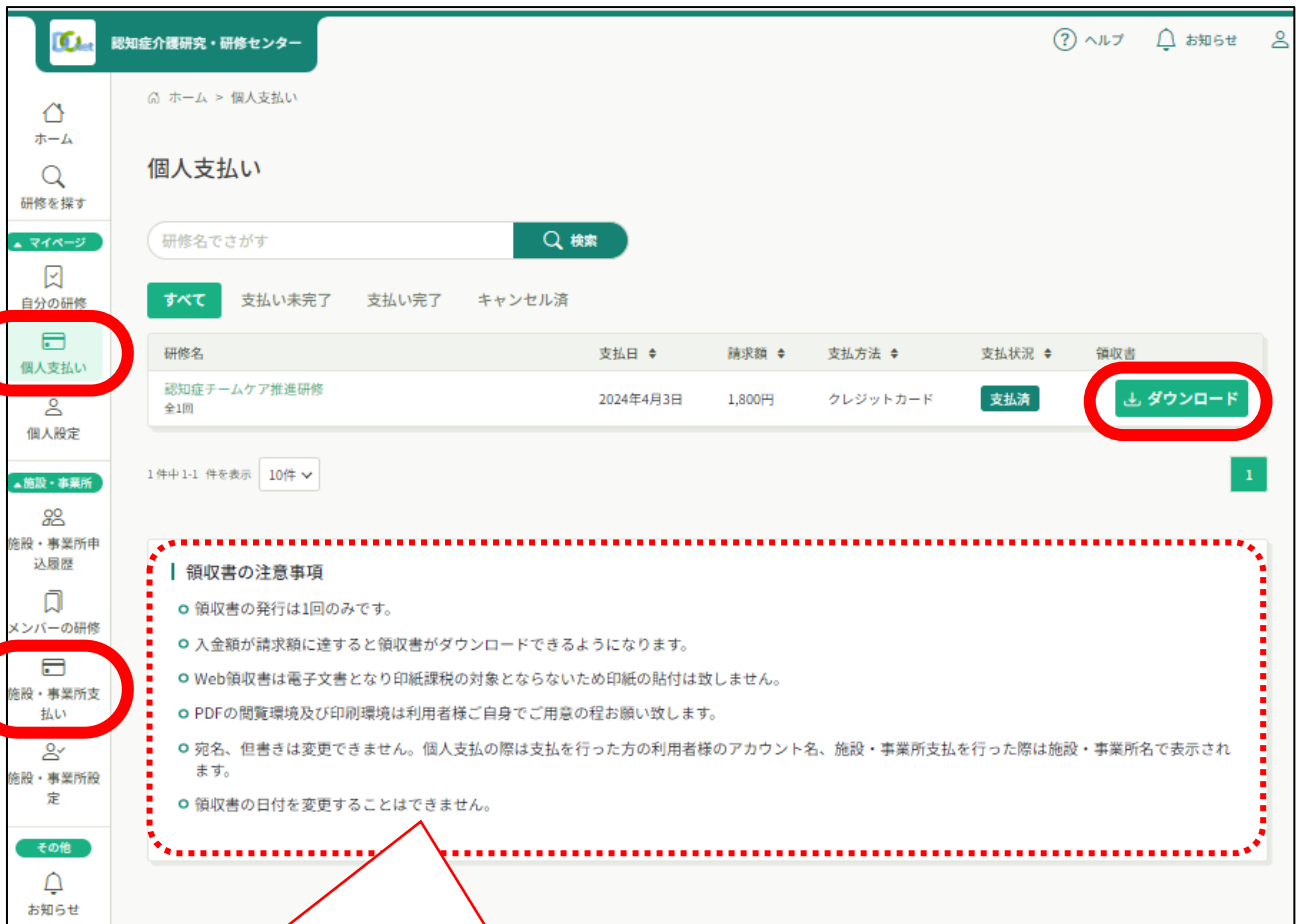 認知症介護研究・研修センター
ヘルプ
お知らせ
ホーム
研修を探す
マイページ
自分の研修
個人支払い
個人設定
施設・事業所
施設・事業所申
込履歴
メンバーの研修
施設・事業所支
払い
施設・事業所設
定
その他
お知らせ
ホーム > 個人支払い
個人支払い
研修名でさがす
検索
すべて 支払い未完了 支払い完了 キャンセル済
研修名 支払日 請求額 支払方法 支払状況 領収書
認知症チームケア推進研修
全1回 2024年4月3日 1,800円 クレジットカード 支払済 ダウンロード
1件中 1-1 件を表示 10件 1
領収書の注意事項
領収書の発行は1回のみです。
入金額が請求額に達すると領収書がダウンロードできるようになります。
Web領収書は電子文書となり印紙課税の対象とならないため印紙の貼付は致しません。
PDFの閲覧環境及び印刷環境は利用者様ご自身でご用意の程お願い致します。
宛名、但書きは変更できません。個人支払の際は支払を行った方の利用者様のアカウント名、施設・事業所支払を行った際は施設・事業所名で表示され
ます。
領収書の日付を変更することはできません。